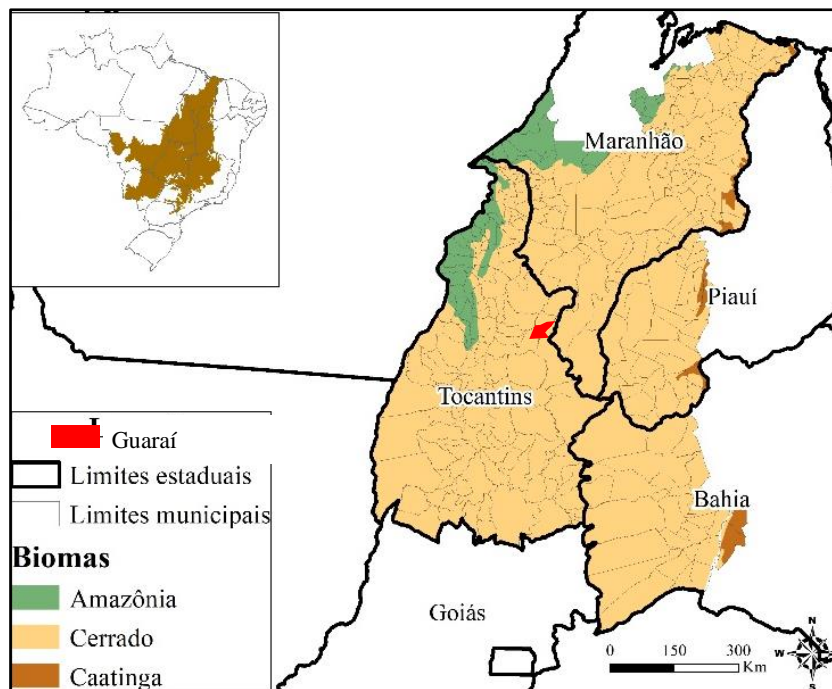 Maranhão
Piauí
Tocantins
Bahia
Goiás
Guaraí
Limites estaduais
Limites municipais
Biomas
Amazônia
Cerrado
Caatinga
0 150 300
Km
N
W E
S